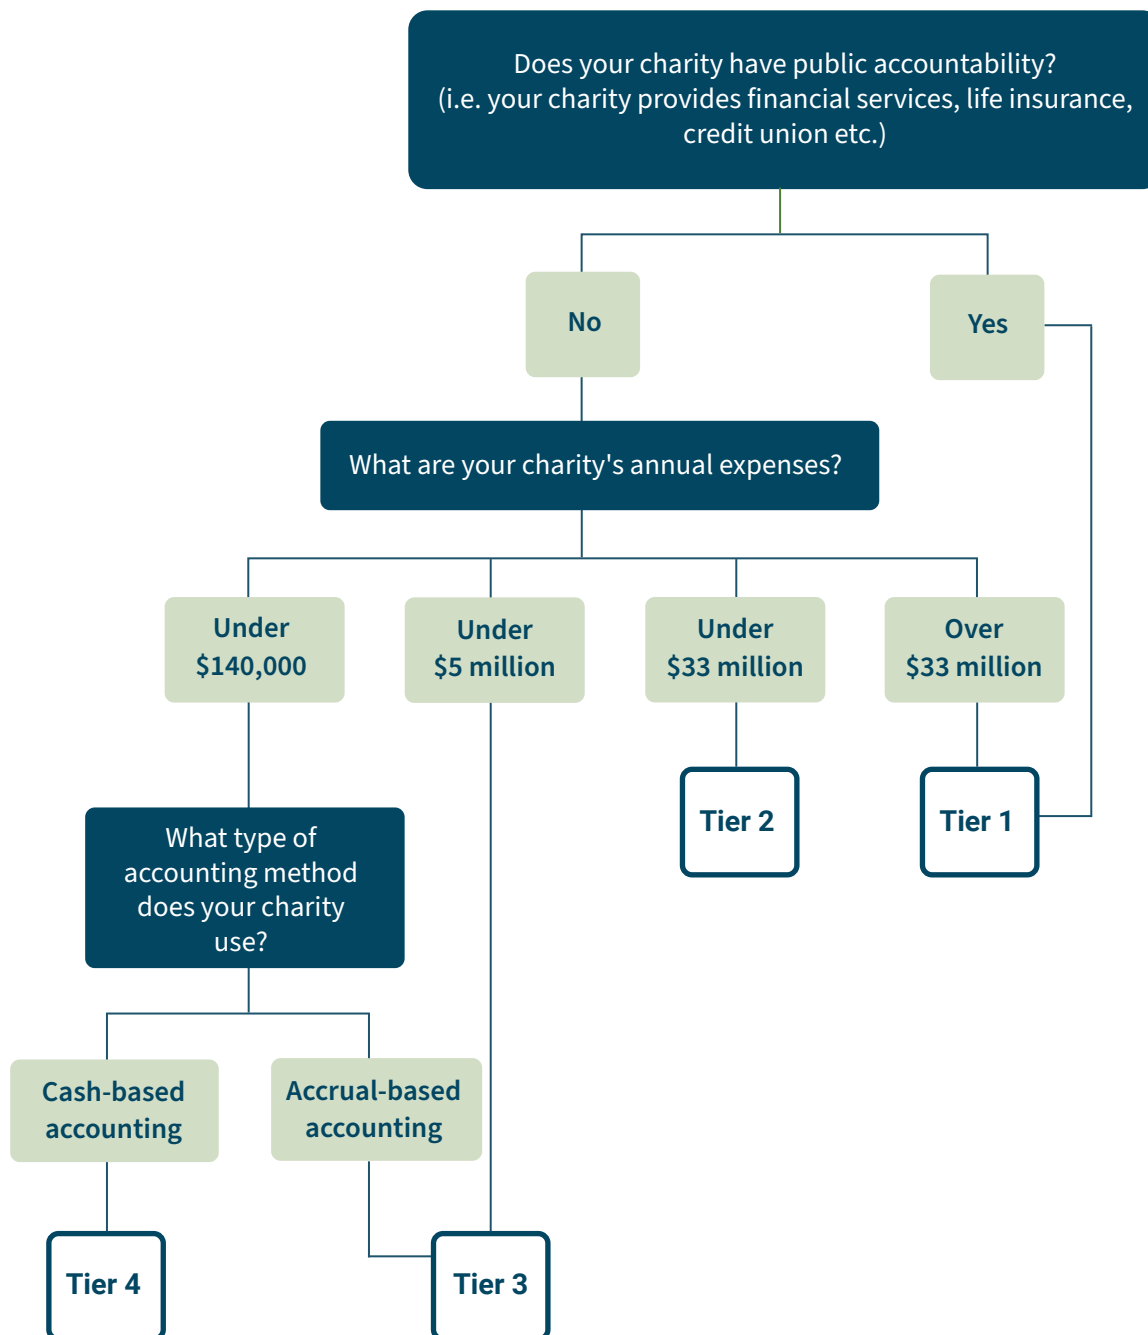 Does your charity have public accountability?
(i.e. your charity provides financial services, life insurance,
credit union etc.)
No
Yes
What are your charity's annual expenses?
Under
$140,000
Under
$5 million
Under
$33 million
Over
$33 million
Tier 2
Tier 1
What type of
accounting method
does your charity
use?
Cash-based
accounting
Accrual-based
accounting
Tier 4
Tier 3